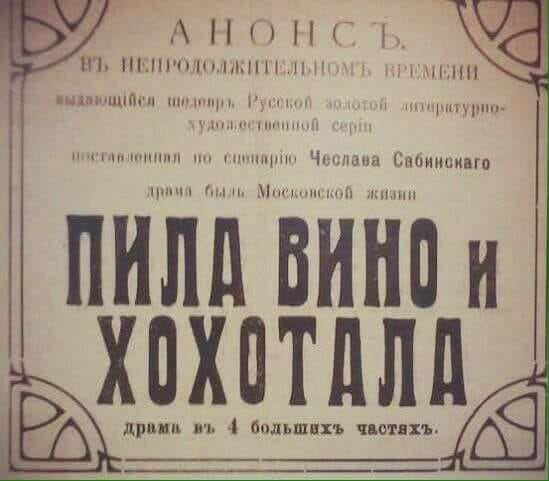 АНОНСЪ.
ВЪ НЕПРОДОЛЖИТЕЛЬНОМЪ ВРЕМЕНИ
выдающійся шедевръ Русской золотой литературно-
художественной серіи
поставленная по сценарію Чеслава Сабинскаго
драма быль Московской жизни
ПИЛА ВИНО и
ХОХОТАЛА
драма въ 4 большихъ частяхъ.